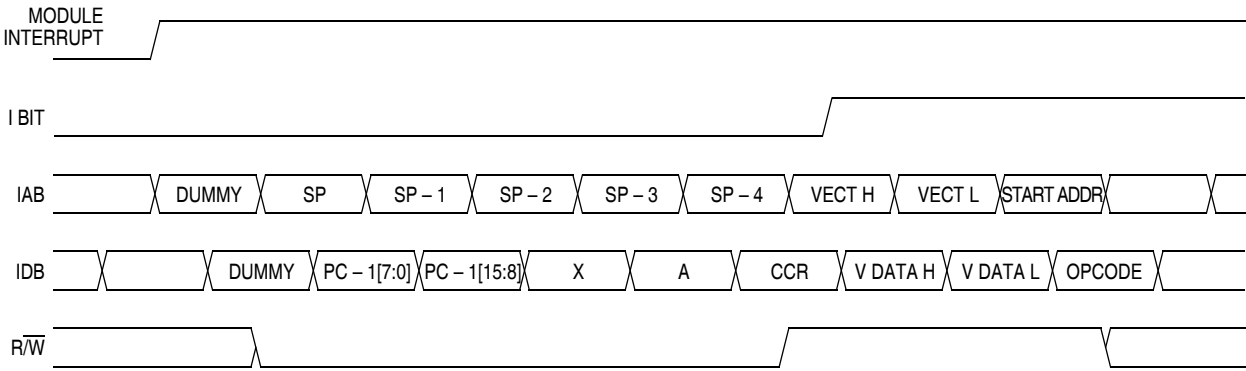 MODULE
INTERRUPT
I BIT
IAB DUMMY SP SP – 1 SP – 2 SP – 3 SP – 4 VECT H VECT L START ADDR
IDB DUMMY PC – 1[7:0] PC – 1[15:8] X A CCR V DATA H V DATA L OPCODE
R/W̅